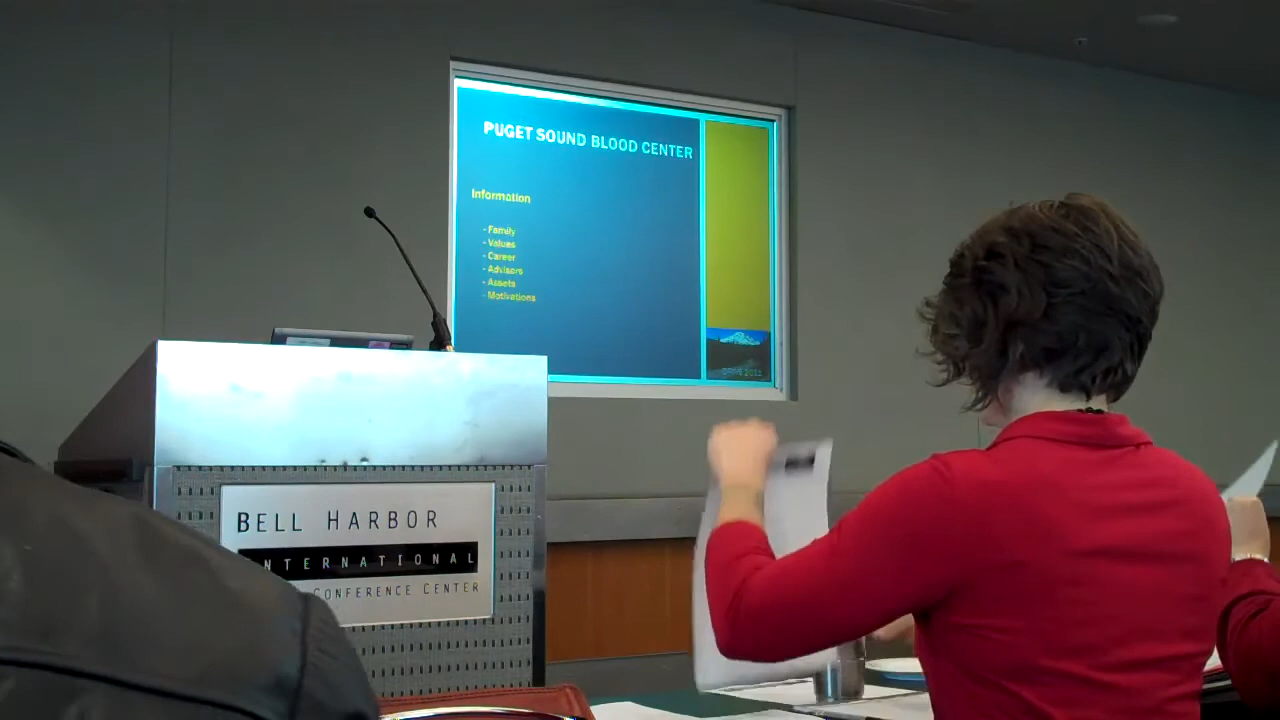 PUGET SOUND BLOOD CENTER
Information
- Family
- Values
- Career
- Advisors
- Assets
- Motivations
BELL HARBOR
INTERNATIONAL
CONFERENCE CENTER